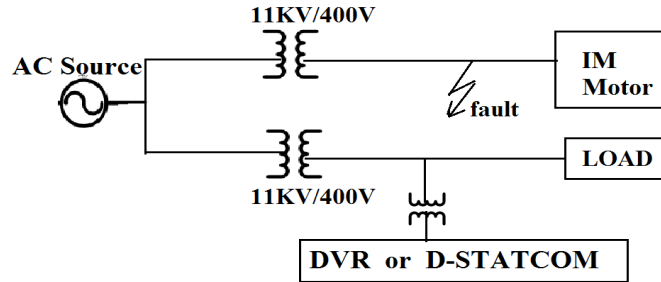 11KV/400V
AC Source
IM
Motor
fault
LOAD
11KV/400V
DVR or D-STATCOM